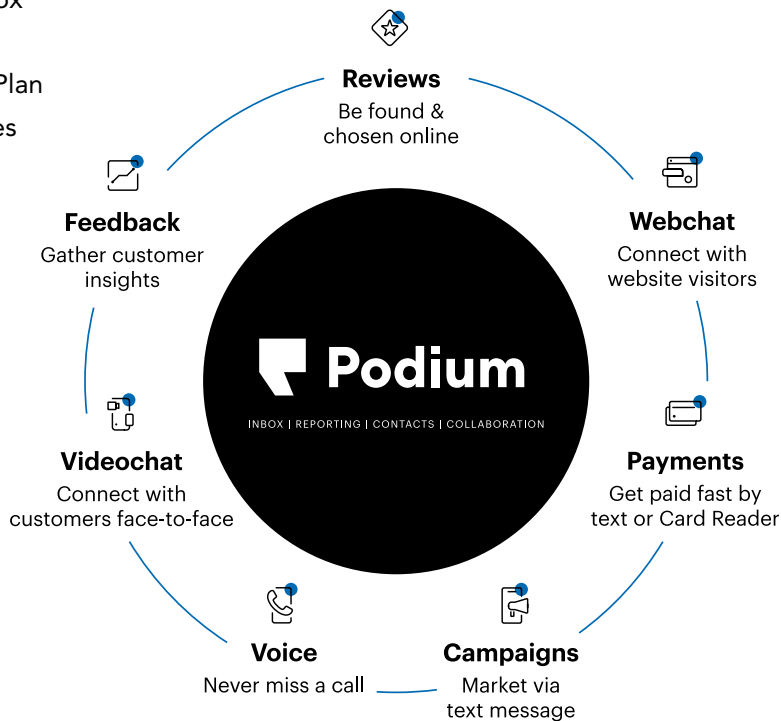 Plan
Reviews
Be found &
chosen online
Feedback
Gather customer
insights
Webchat
Connect with
website visitors
Podium
INBOX | REPORTING | CONTACTS | COLLABORATION
Videochat
Connect with
customers face-to-face
Payments
Get paid fast by
text or Card Reader
Voice
Never miss a call
Campaigns
Market via
text message